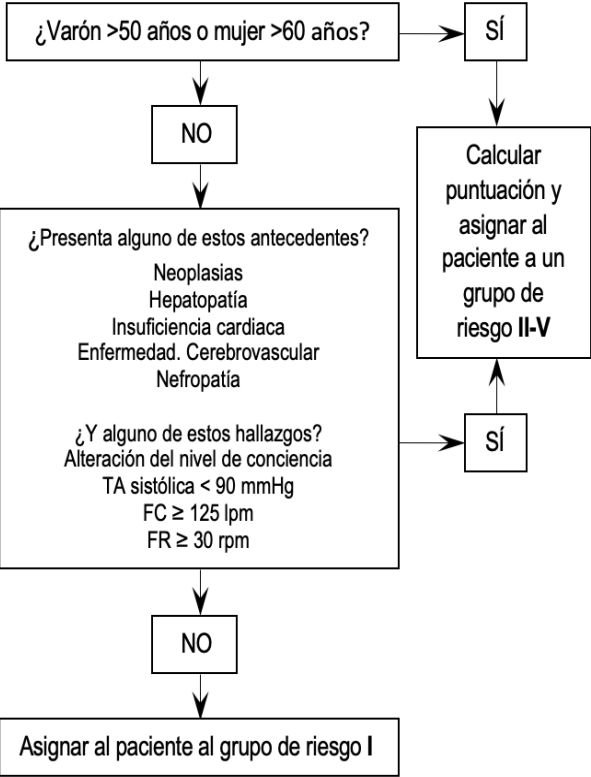 ¿Varón >50 años o mujer >60 años?
SÍ
NO
Calcular
puntuación y
asignar al
paciente a un
grupo de
riesgo II-V
¿Presenta alguno de estos antecedentes?
Neoplasias
Hepatopatía
Insuficiencia cardiaca
Enfermedad. Cerebrovascular
Nefropatía
¿Y alguno de estos hallazgos?
Alteración del nivel de conciencia
TA sistólica < 90 mmHg
FC ≥ 125 lpm
FR ≥ 30 rpm
SÍ
NO
Asignar al paciente al grupo de riesgo I